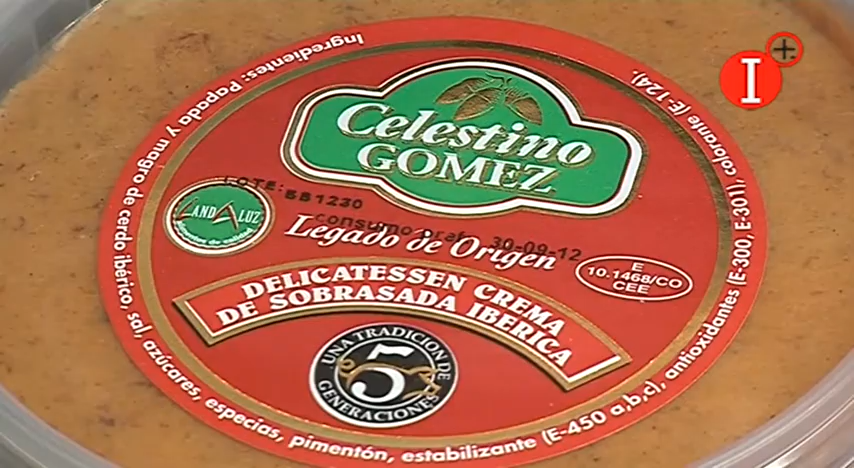 Celestino
GOMEZ
LOTE: BB1230
consumo pref. 30-09-12
LANDALUZ
Legado de Origen
E
10.1468/CO
CEE
DELICATESSEN CREMA
DE SOBRASADA IBERICA
UNA TRADICION DE
5
GENERACIONES
Ingredientes: Papada y magro de cerdo ibérico, sal, azúcares, especias, pimentón, estabilizante (E-450 a,b,c), antioxidantes (E-300, E-301), colorante (E-124).
I+